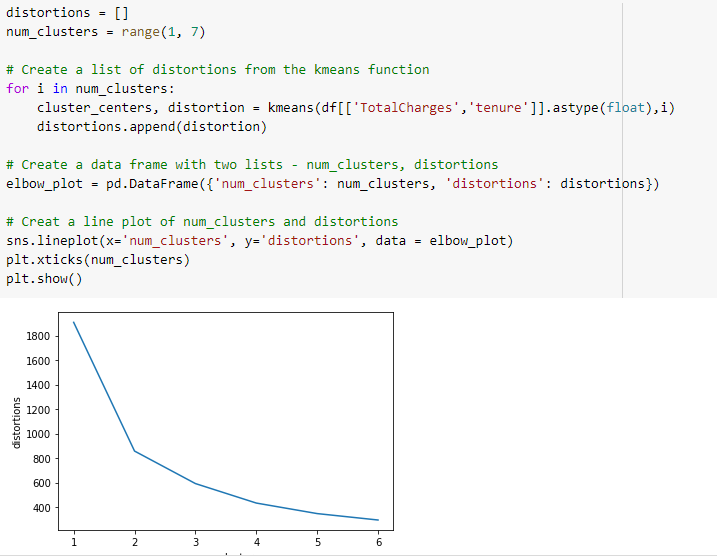 distortions = []
num_clusters = range(1, 7)
# Create a list of distortions from the kmeans function
for i in num_clusters:
    cluster_centers, distortion = kmeans(df[['TotalCharges','tenure']].astype(float),i)
    distortions.append(distortion)
# Create a data frame with two lists - num_clusters, distortions
elbow_plot = pd.DataFrame({'num_clusters': num_clusters, 'distortions': distortions})
# Creat a line plot of num_clusters and distortions
sns.lineplot(x='num_clusters', y='distortions', data = elbow_plot)
plt.xticks(num_clusters)
plt.show()
1800
1600
1400
1200
1000
800
600
400
distortions
1 2 3 4 5 6